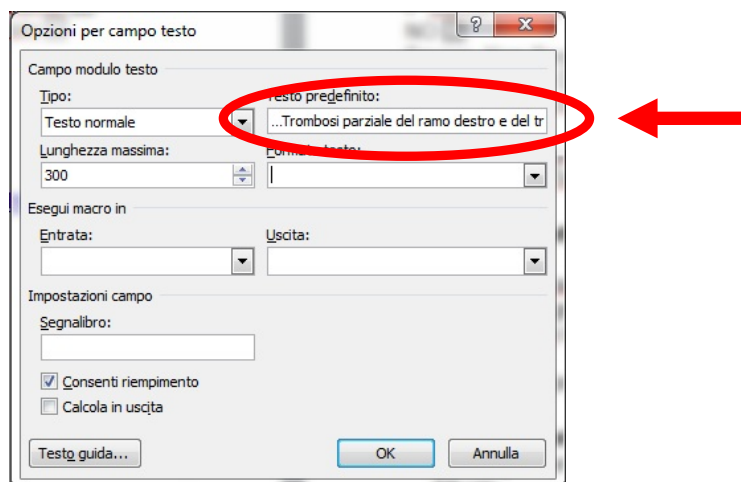 Opzioni per campo testo
Campo modulo testo
Tipo:
Testo predefinito:
Testo normale
...Trombosi parziale del ramo destro e del tr
Lunghezza massima:
300
Esegui macro in
Entrata:
Uscita:
Impostazioni campo
Segnalibro:
Consenti riempimento
Calcola in uscita
Testo guida...
OK
Annulla